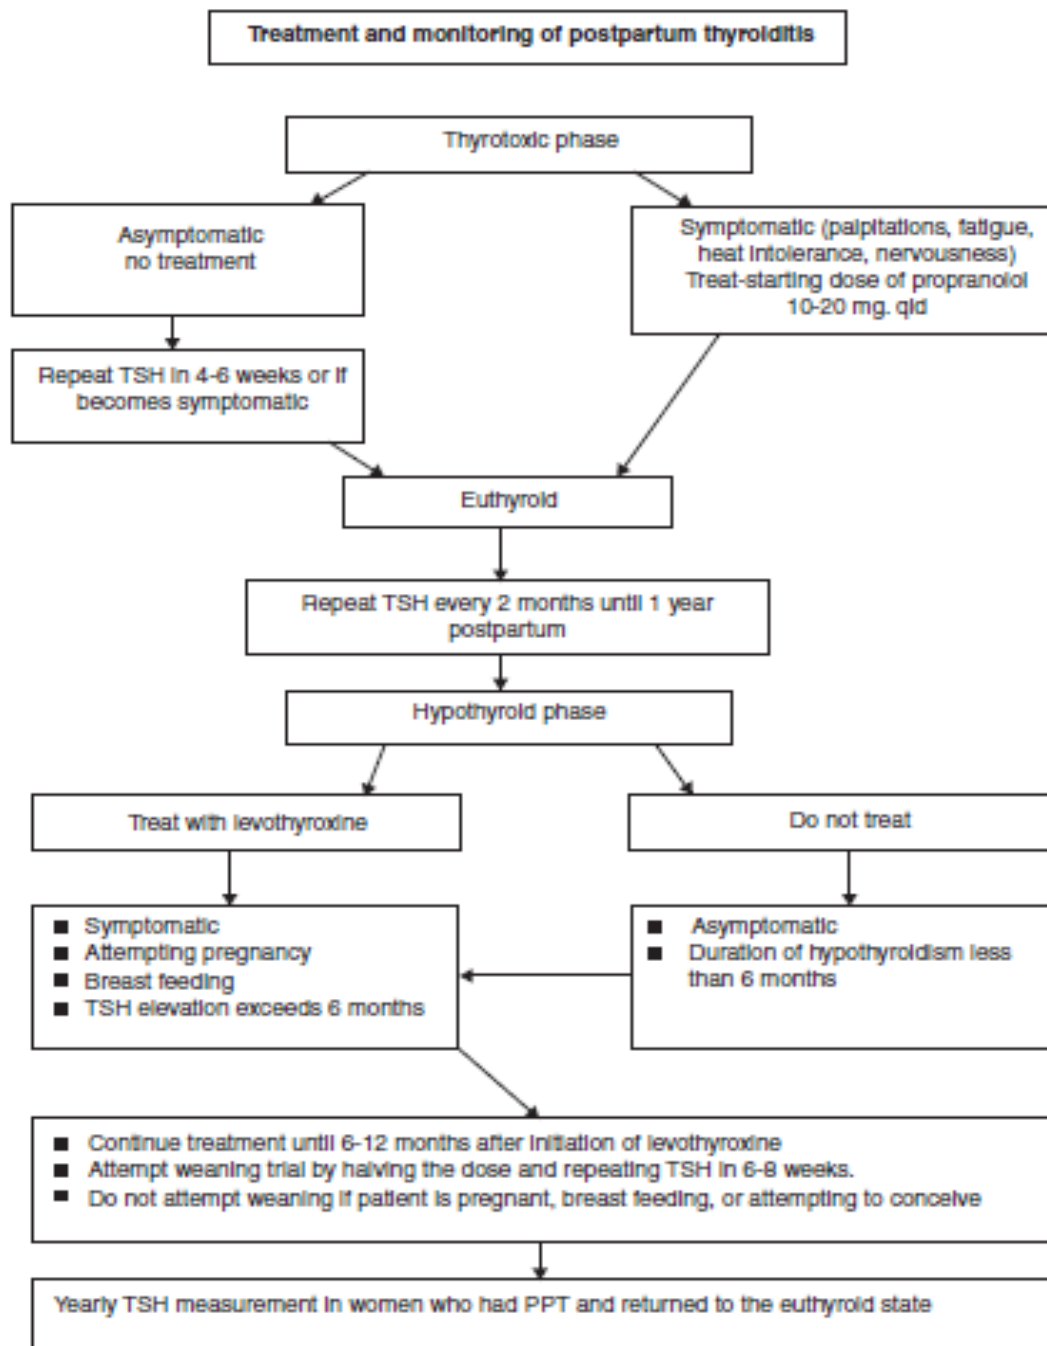 Treatment and monitoring of postpartum thyroiditis
Thyrotoxic phase
Asymptomatic
no treatment
Symptomatic (palpitations, fatigue,
heat intolerance, nervousness)
Treat-starting dose of propranolol
10-20 mg. qid
Repeat TSH in 4-6 weeks or if
becomes symptomatic
Euthyroid
Repeat TSH every 2 months until 1 year
postpartum
Hypothyroid phase
Treat with levothyroxine
Do not treat
■ Symptomatic
■ Attempting pregnancy
■ Breast feeding
■ TSH elevation exceeds 6 months
■ Asymptomatic
■ Duration of hypothyroidism less
than 6 months
■ Continue treatment until 6-12 months after initiation of levothyroxine
■ Attempt weaning trial by halving the dose and repeating TSH in 6-8 weeks.
■ Do not attempt weaning if patient is pregnant, breast feeding, or attempting to conceive
Yearly TSH measurement in women who had PPT and returned to the euthyroid state